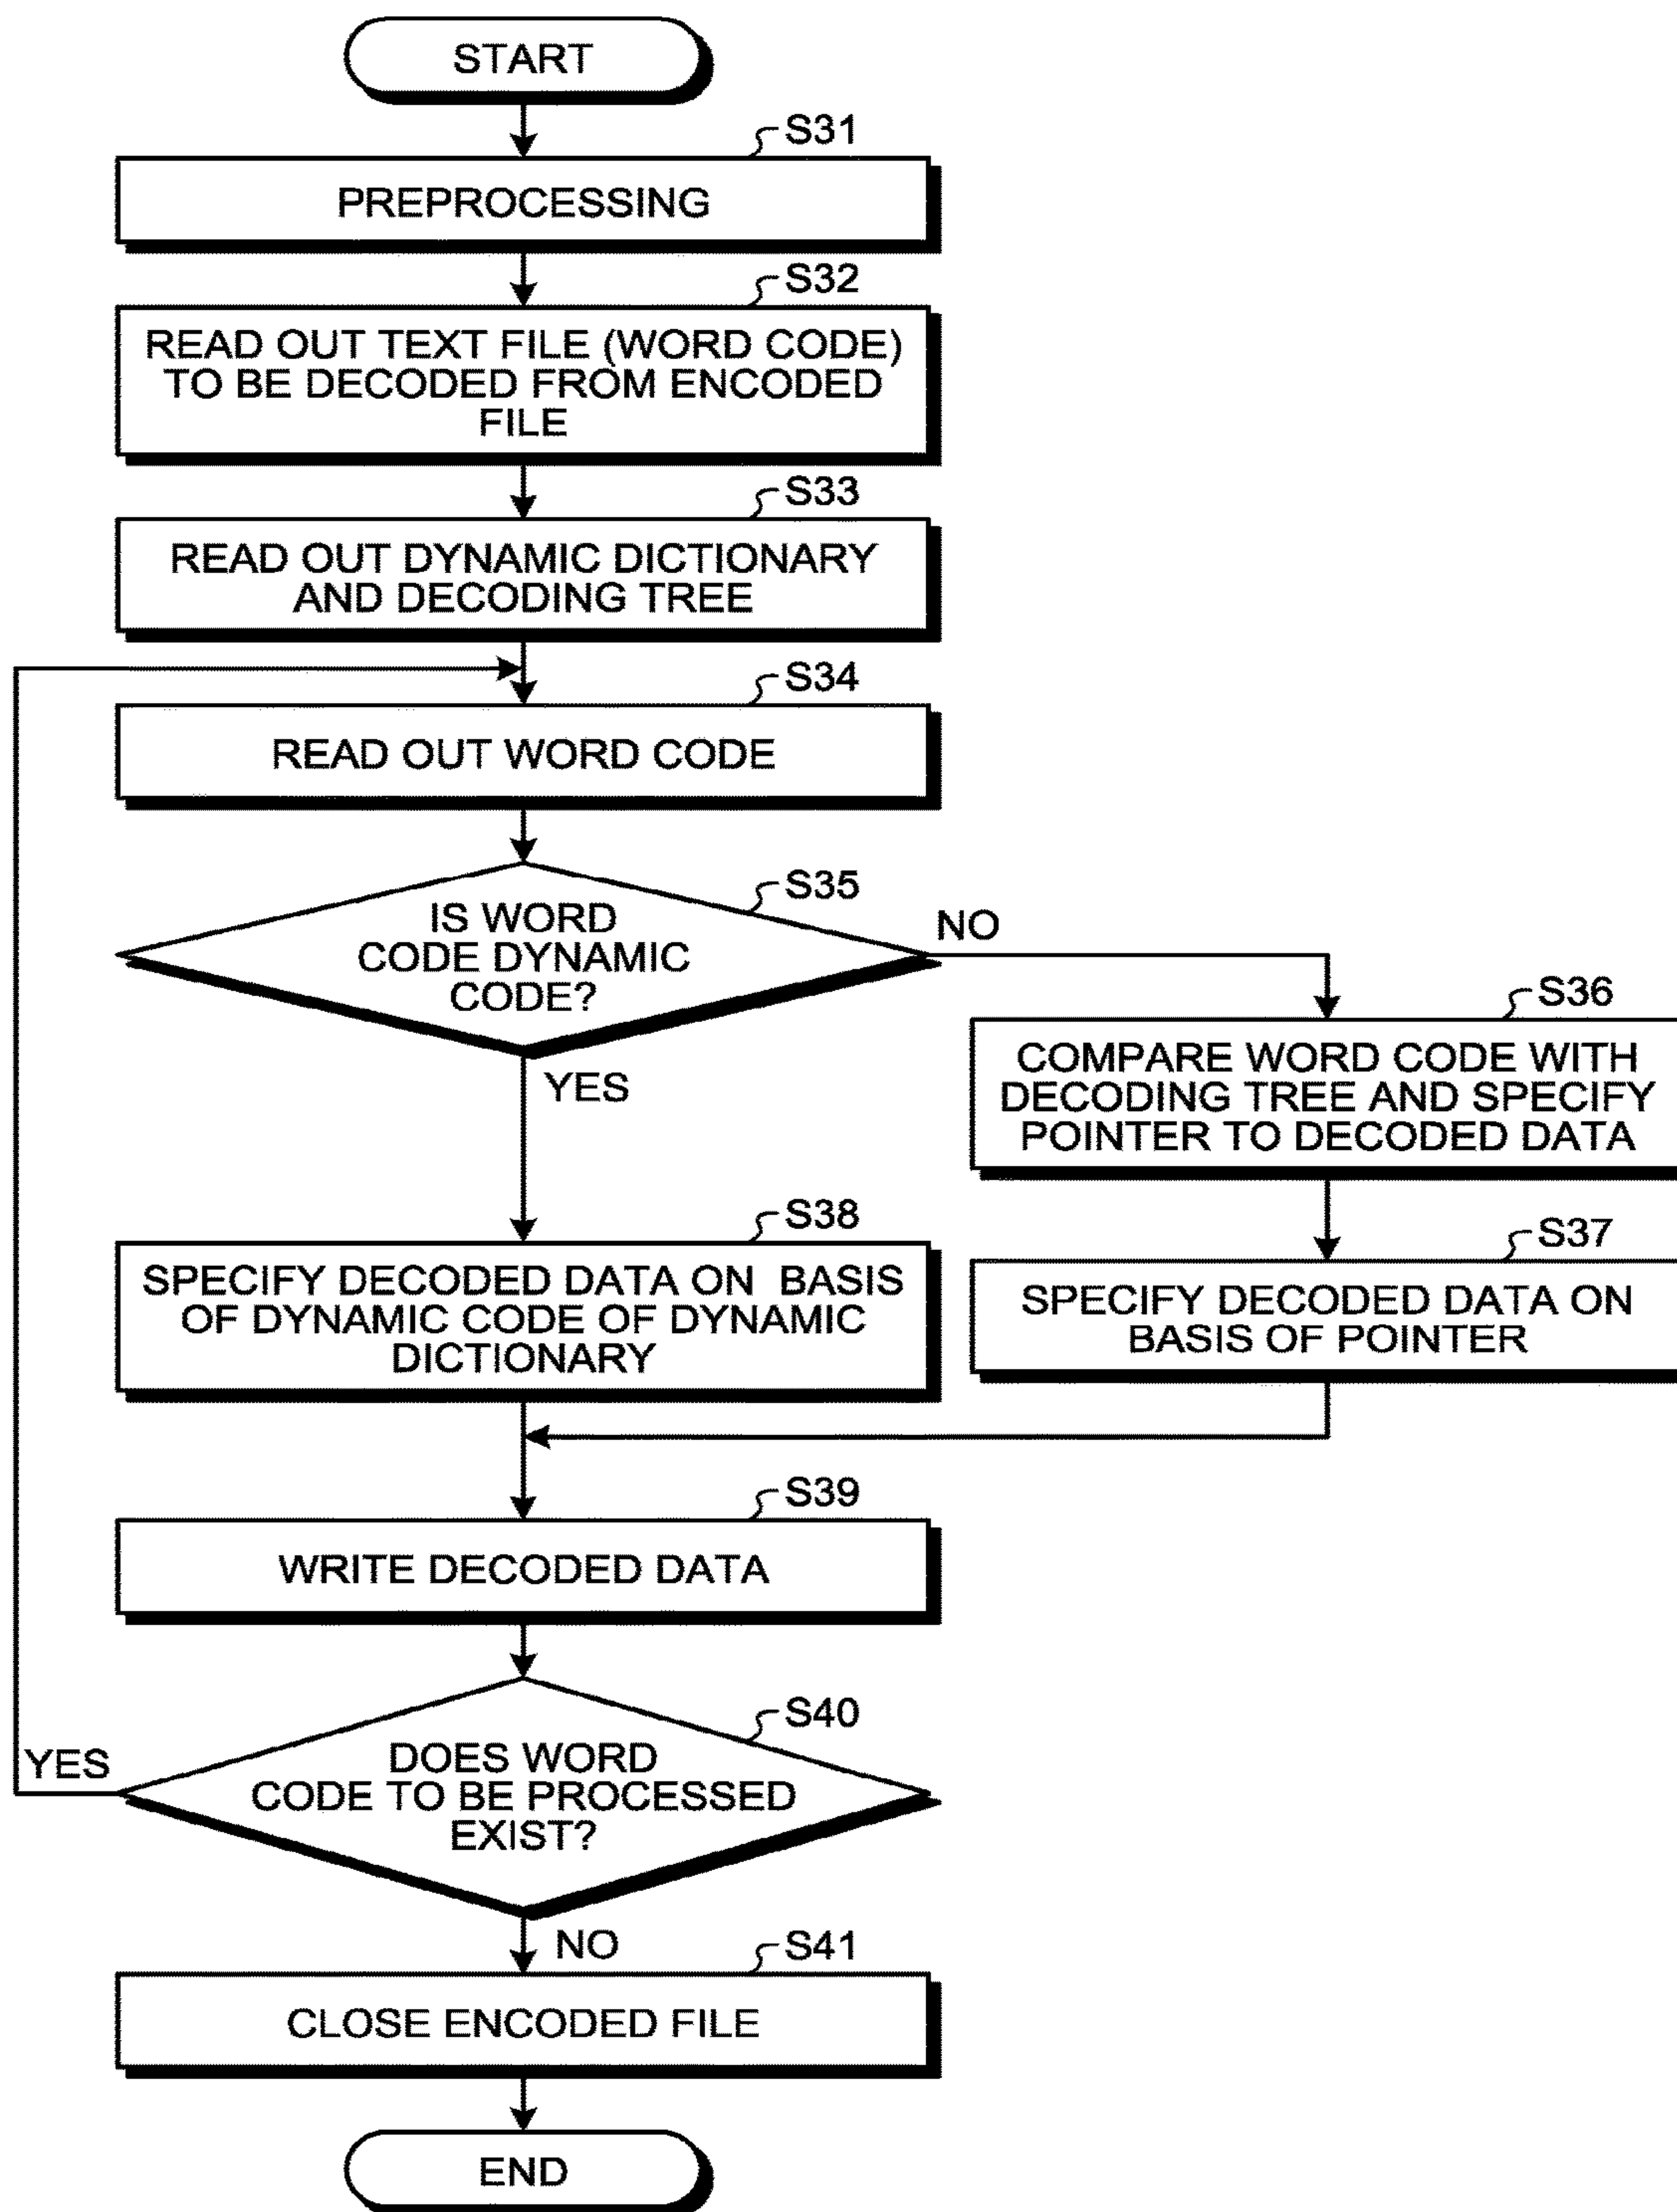 START
S31
PREPROCESSING
S32
READ OUT TEXT FILE (WORD CODE)
TO BE DECODED FROM ENCODED
FILE
S33
READ OUT DYNAMIC DICTIONARY
AND DECODING TREE
S34
READ OUT WORD CODE
S35
IS WORD
CODE DYNAMIC
CODE?
NO
YES
S36
COMPARE WORD CODE WITH
DECODING TREE AND SPECIFY
POINTER TO DECODED DATA
S37
SPECIFY DECODED DATA ON
BASIS OF POINTER
S38
SPECIFY DECODED DATA ON BASIS
OF DYNAMIC CODE OF DYNAMIC
DICTIONARY
S39
WRITE DECODED DATA
S40
DOES WORD
CODE TO BE PROCESSED
EXIST?
YES
NO
S41
CLOSE ENCODED FILE
END